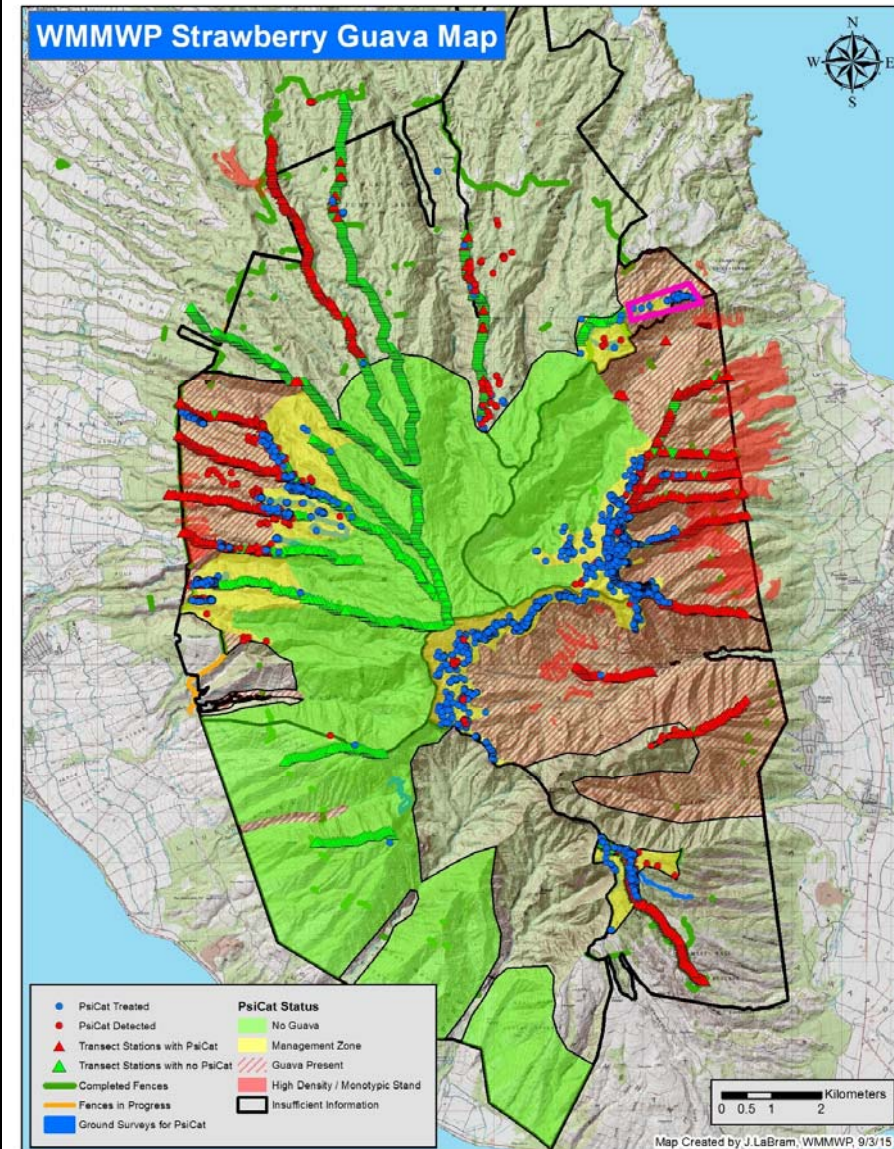 WMMWP Strawberry Guava Map
N
W
E
S
PsiCat Treated
PsiCat Detected
Transect Stations with PsiCat
Transect Stations with no PsiCat
Completed Fences
Fences in Progress
Ground Surveys for PsiCat
PsiCat Status
No Guava
Management Zone
Guava Present
High Density / Monotypic Stand
Insufficient Information
Kilometers
0 0.5 1 2
Map Created by J.LaBram, WMMWP, 9/3/15